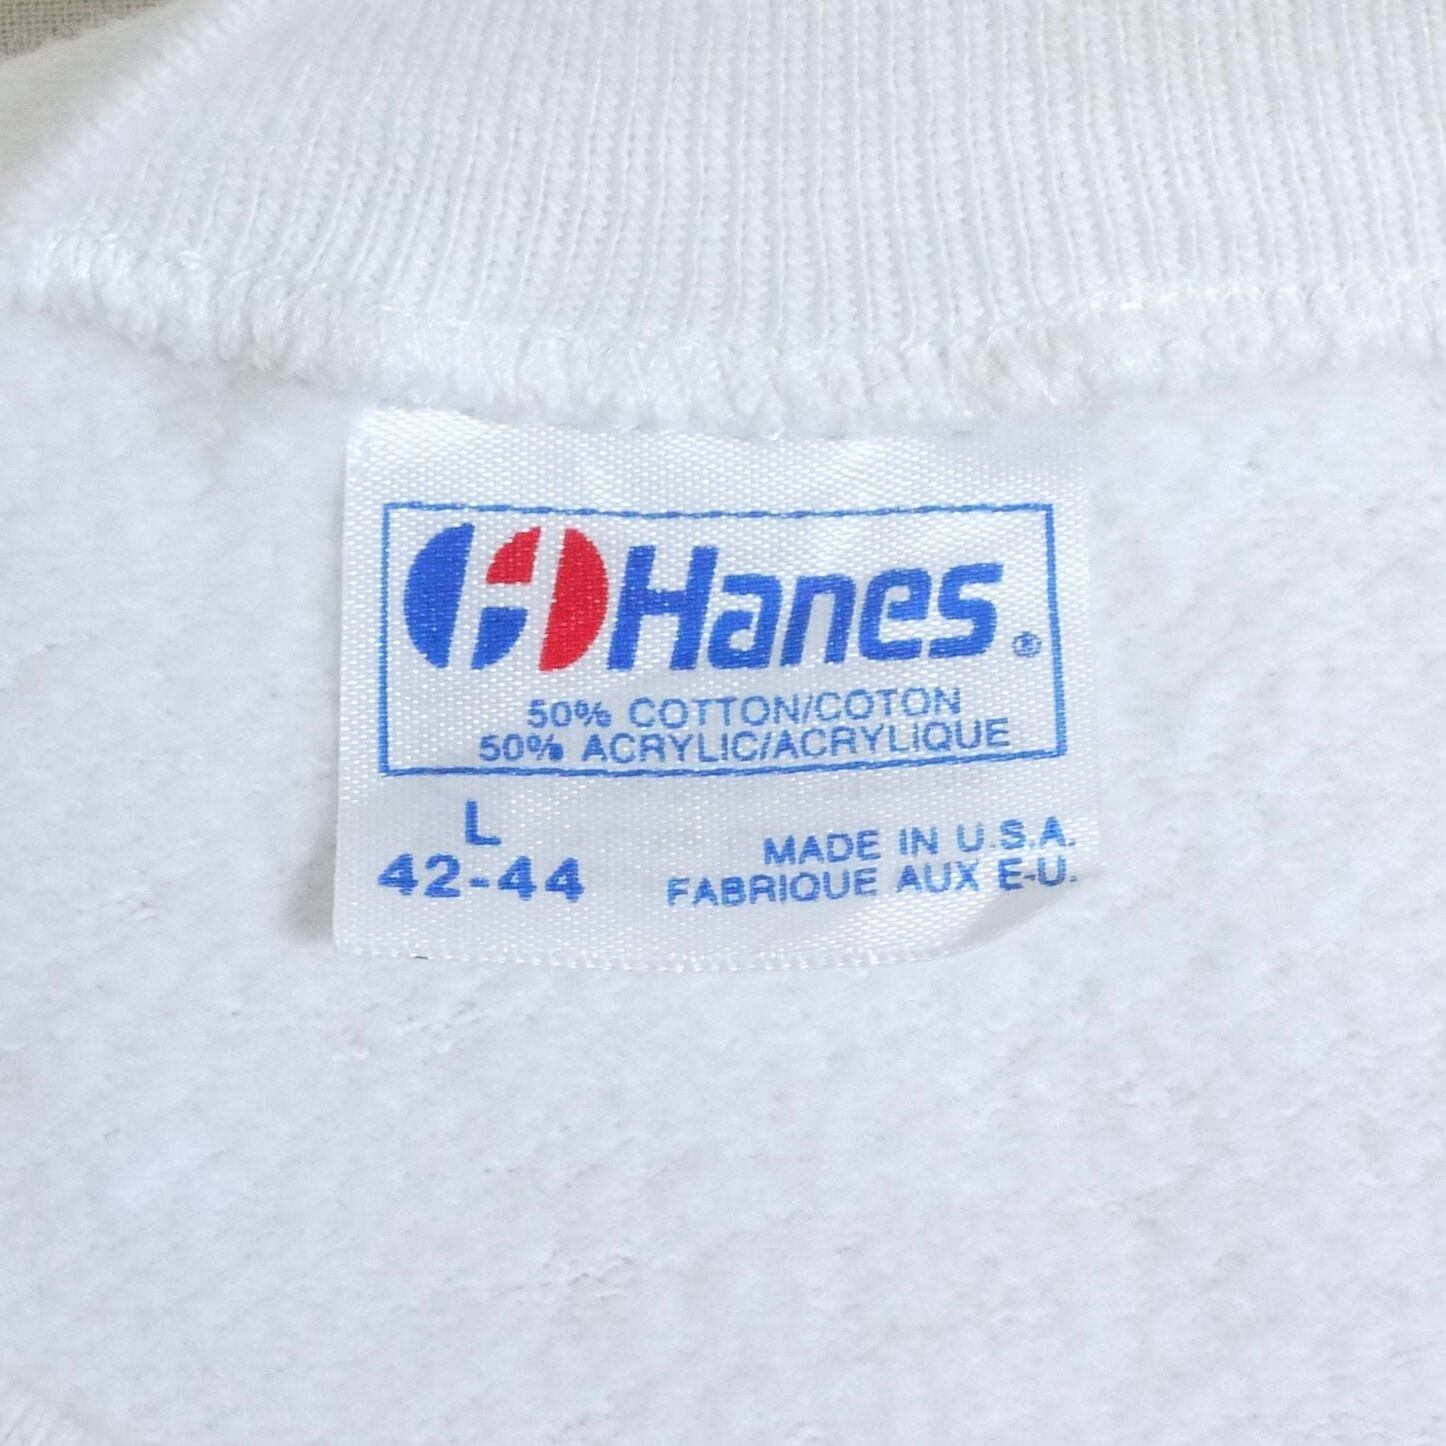 Hanes®
50% COTTON/COTON
50% ACRYLIC/ACRYLIQUE
L
42-44
MADE IN U.S.A.
FABRIQUE AUX E-U.